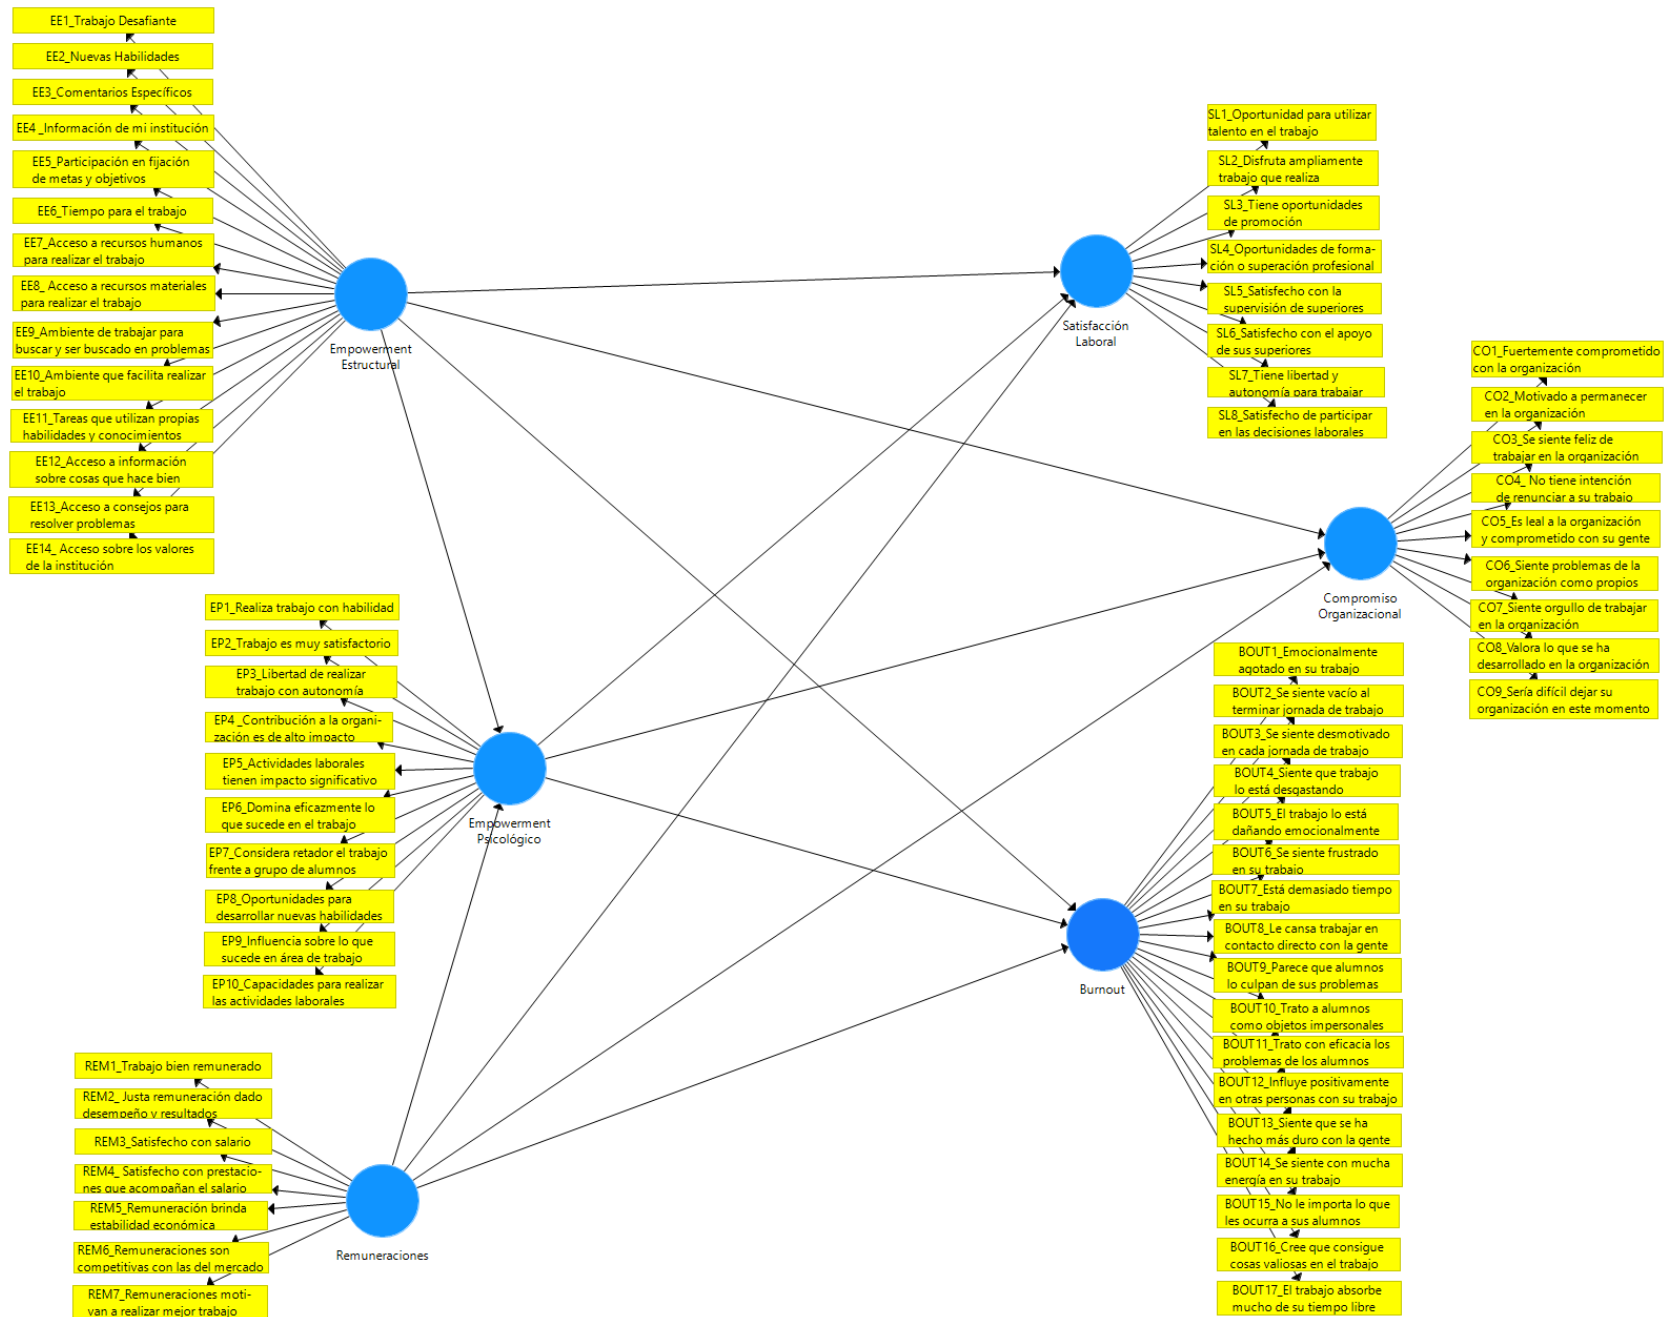 EE1_Trabajo Desafiante
EE2_Nuevas Habilidades
EE3_Comentarios Específicos
EE4_Información de mi institución
EE5_Participación en fijación
de metas y objetivos
EE6_Tiempo para el trabajo
EE7_Acceso a recursos humanos
para realizar el trabajo
EE8_ Acceso a recursos materiales
para realizar el trabajo
EE9_Ambiente de trabajar para
buscar y ser buscado en problemas
EE10_Ambiente que facilita realizar
el trabajo
EE11_Tareas que utilizan propias
habilidades y conocimientos
EE12_Acceso a información
sobre cosas que hace bien
EE13_Acceso a consejos para
resolver problemas
EE14_ Acceso sobre los valores
de la institución
Empowerment
Estructural
EP1_Realiza trabajo con habilidad
EP2_Trabajo es muy satisfactorio
EP3_Libertad de realizar
trabajo con autonomía
EP4_Contribución a la organi-
zación es de alto impacto
EP5_Actividades laborales
tienen impacto significativo
EP6_Domina eficazmente lo
que sucede en el trabajo
EP7_Considera retador el trabajo
frente a grupo de alumnos
EP8_Oportunidades para
desarrollar nuevas habilidades
EP9_Influencia sobre lo que
sucede en área de trabajo
EP10_Capacidades para realizar
las actividades laborales
Empowerment
Psicológico
REM1_Trabajo bien remunerado
REM2_ Justa remuneración dado
desempeño y resultados
REM3_Satisfecho con salario
REM4_ Satisfecho con prestacio-
nes que acompañan el salario
REM5_Remuneración brinda
estabilidad económica
REM6_Remuneraciones son
competitivas con las del mercado
REM7_Remuneraciones moti-
van a realizar mejor trabajo
Remuneraciones
SL1_Oportunidad para utilizar
talento en el trabajo
SL2_Disfruta ampliamente
trabajo que realiza
SL3_Tiene oportunidades
de promoción
SL4_Oportunidades de forma-
ción o superación profesional
SL5_Satisfecho con la
supervisión de superiores
SL6_Satisfecho con el apoyo
de sus superiores
SL7_Tiene libertad y
autonomía para trabajar
SL8_Satisfecho de participar
en las decisiones laborales
Satisfacción
Laboral
CO1_Fuertemente comprometido
con la organización
CO2_Motivado a permanecer
en la organización
CO3_Se siente feliz de
trabajar en la organización
CO4_ No tiene intención
de renunciar a su trabajo
CO5_Es leal a la organización
y comprometido con su gente
CO6_Siente problemas de la
organización como propios
CO7_Siente orgullo de trabajar
en la organización
CO8_Valora lo que se ha
desarrollado en la organización
CO9_Sería difícil dejar su
organización en este momento
Compromiso
Organizacional
BOUT1_Emocionalmente
agotado en su trabajo
BOUT2_Se siente vacío al
terminar jornada de trabajo
BOUT3_Se siente desmotivado
en cada jornada de trabajo
BOUT4_Siente que trabajo
lo está desgastando
BOUT5_El trabajo lo está
dañando emocionalmente
BOUT6_Se siente frustrado
en su trabajo
BOUT7_Está demasiado tiempo
en su trabajo
BOUT8_Le cansa trabajar en
contacto directo con la gente
BOUT9_Parece que alumnos
lo culpan de sus problemas
BOUT10_Trato a alumnos
como objetos impersonales
BOUT11_Trato con eficacia los
problemas de los alumnos
BOUT12_Influye positivamente
en otras personas con su trabajo
BOUT13_Siente que se ha
hecho más duro con la gente
BOUT14_Se siente con mucha
energía en su trabajo
BOUT15_No le importa lo que
les ocurra a sus alumnos
BOUT16_Cree que consigue
cosas valiosas en el trabajo
BOUT17_El trabajo absorbe
mucho de su tiempo libre
Burnout